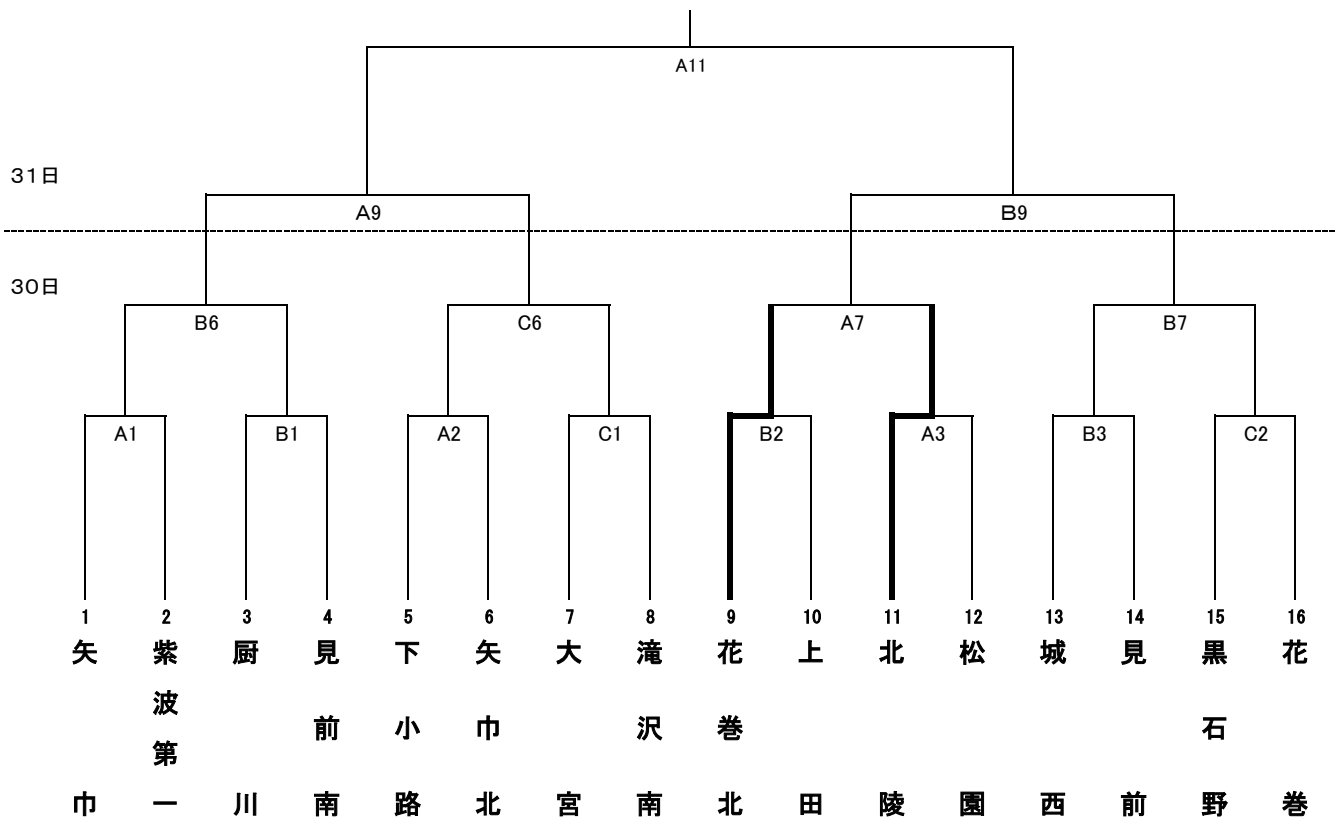 A11
31日
A9
B9
30日
B6
C6
A7
B7
A1
B1
A2
C1
B2
A3
B3
C2
1
2
3
4
5
6
7
8
9
10
11
12
13
14
15
16
矢巾
紫波第一
厨川
見前南
下小路
矢巾北
大宮
滝沢南
花巻北
上田
北陵
松園
城西
見前
黒石野
花巻